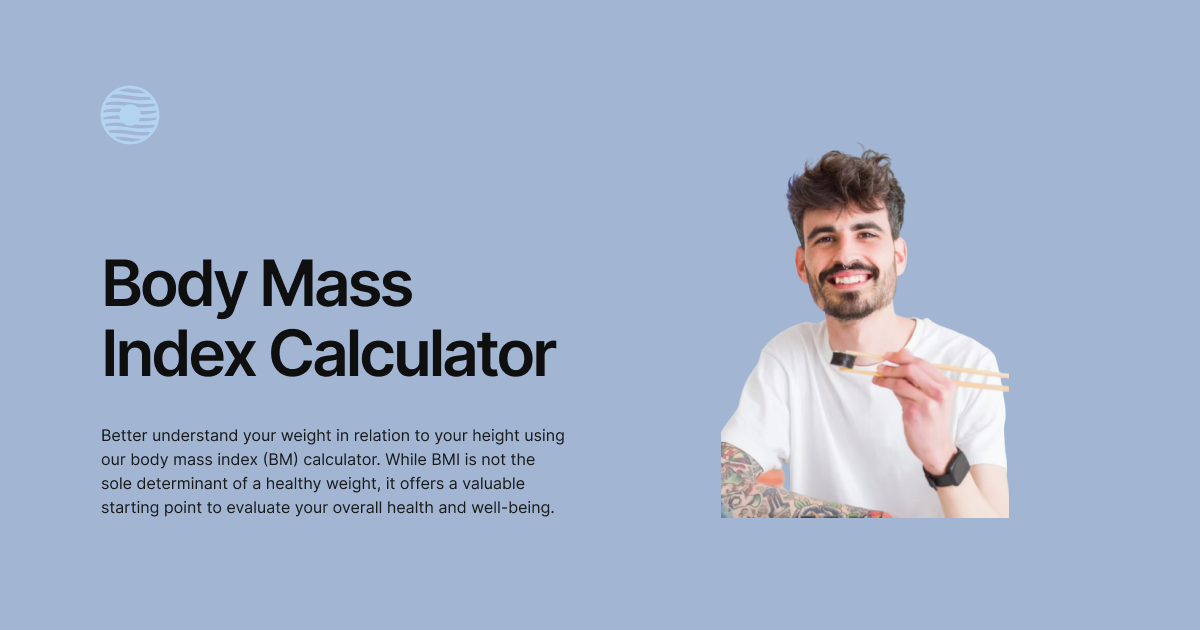 Body Mass
Index Calculator
Better understand your weight in relation to your height using
our body mass index (BM) calculator. While BMI is not the
sole determinant of a healthy weight, it offers a valuable
starting point to evaluate your overall health and well-being.